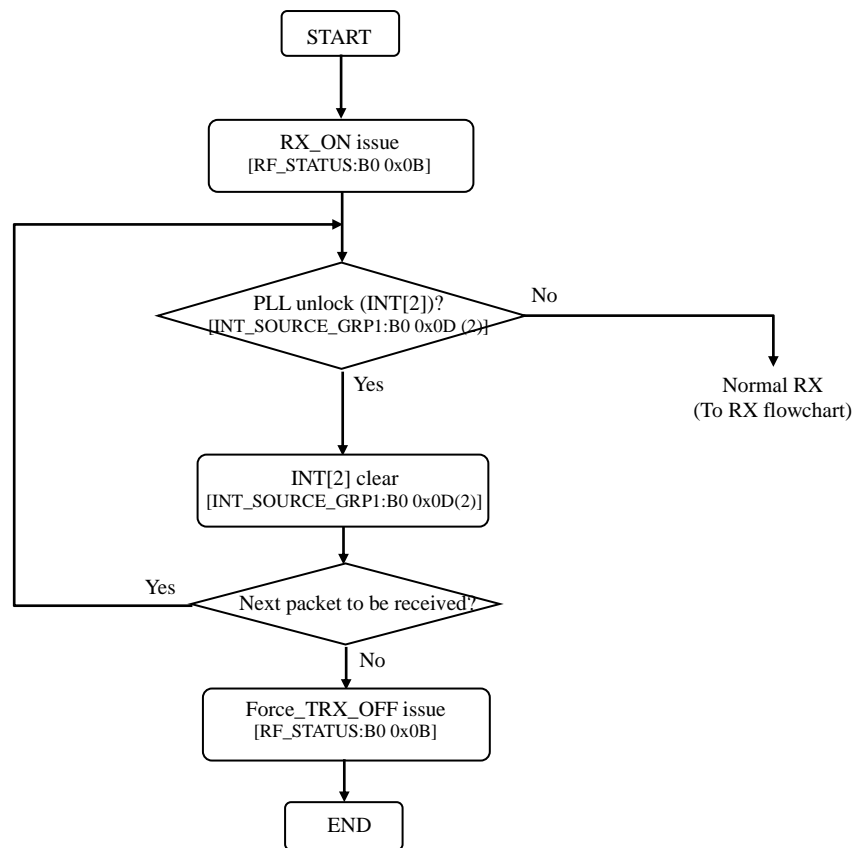 START
RX_ON issue
[RF_STATUS:B0 0x0B]
PLL unlock (INT[2])?
[INT_SOURCE_GRP1:B0 0x0D (2)]
No
Yes
Normal RX
(To RX flowchart)
INT[2] clear
[INT_SOURCE_GRP1:B0 0x0D(2)]
Yes
Next packet to be received?
No
Force_TRX_OFF issue
[RF_STATUS:B0 0x0B]
END